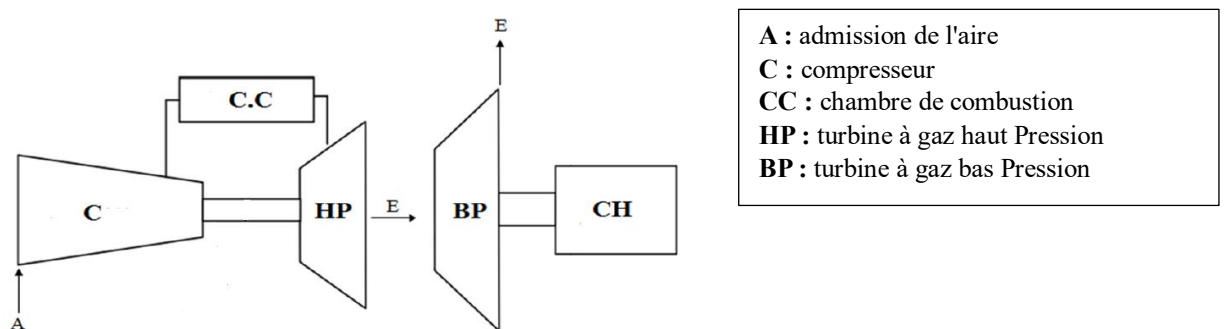 E
C.C
C
HP
E
BP
CH
A
A : admission de l'aire
C : compresseur
CC : chambre de combustion
HP : turbine à gaz haut Pression
BP : turbine à gaz bas Pression